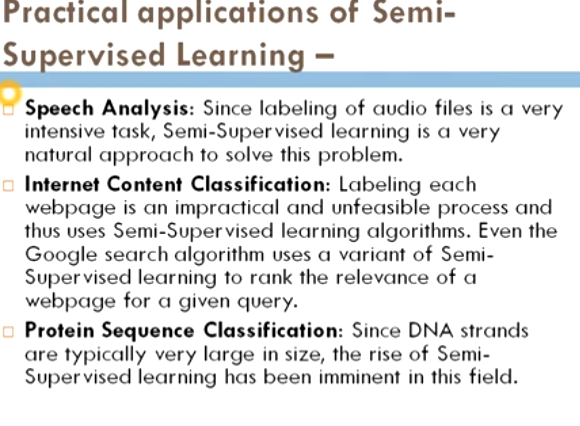 Practical applications of Semi-
Supervised Learning –
Speech Analysis: Since labeling of audio files is a very
intensive task, Semi-Supervised learning is a very
natural approach to solve this problem.
Internet Content Classification: Labeling each
webpage is an impractical and unfeasible process and
thus uses Semi-Supervised learning algorithms. Even the
Google search algorithm uses a variant of Semi-
Supervised learning to rank the relevance of a
webpage for a given query.
Protein Sequence Classification: Since DNA strands
are typically very large in size, the rise of Semi-
Supervised learning has been imminent in this field.